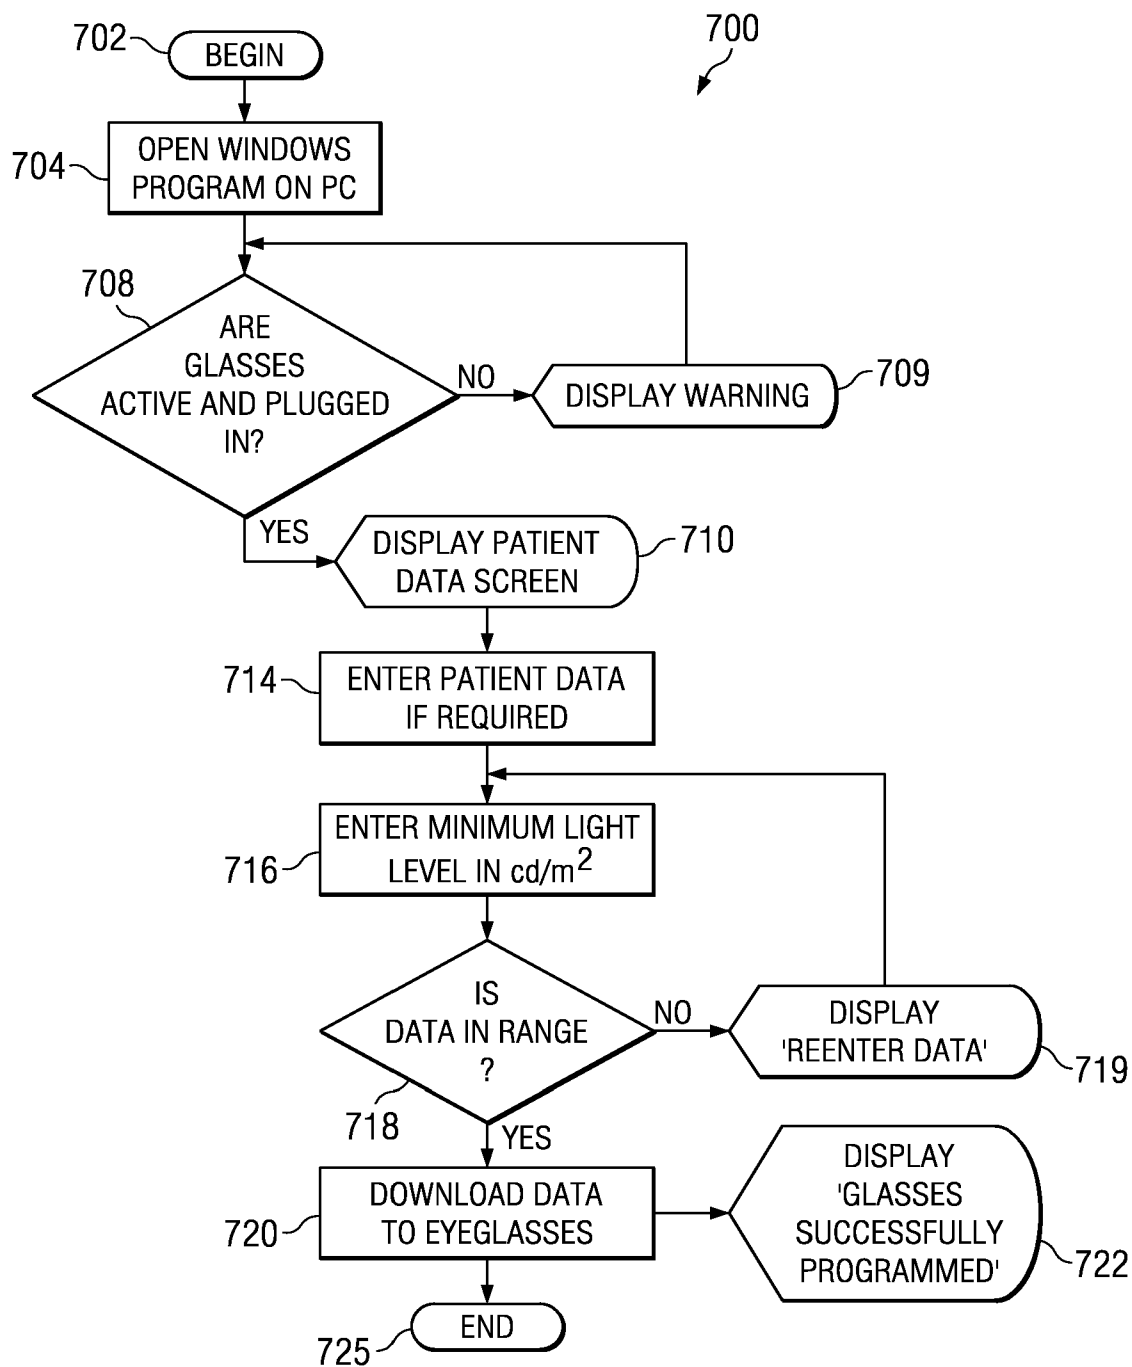 702
BEGIN
700
704
OPEN WINDOWS
PROGRAM ON PC
708
ARE
GLASSES
ACTIVE AND PLUGGED
IN?
NO
DISPLAY WARNING
709
YES
DISPLAY PATIENT
DATA SCREEN
710
714
ENTER PATIENT DATA
IF REQUIRED
716
ENTER MINIMUM LIGHT
LEVEL IN cd/m²
IS
DATA IN RANGE
?
718
NO
DISPLAY
'REENTER DATA'
719
YES
720
DOWNLOAD DATA
TO EYEGLASSES
DISPLAY
'GLASSES
SUCCESSFULLY
PROGRAMMED'
722
725
END